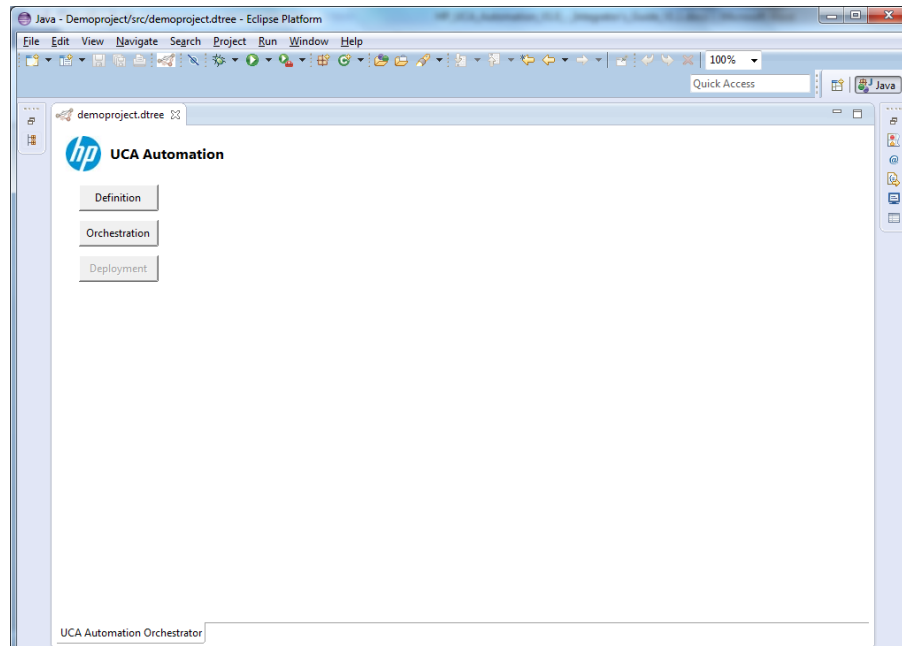 Java - Demoproject/src/demoproject.dtree - Eclipse Platform
File Edit View Navigate Search Project Run Window Help
100%
Quick Access
Java
demoproject.dtree
hp UCA Automation
Definition
Orchestration
Deployment
UCA Automation Orchestrator